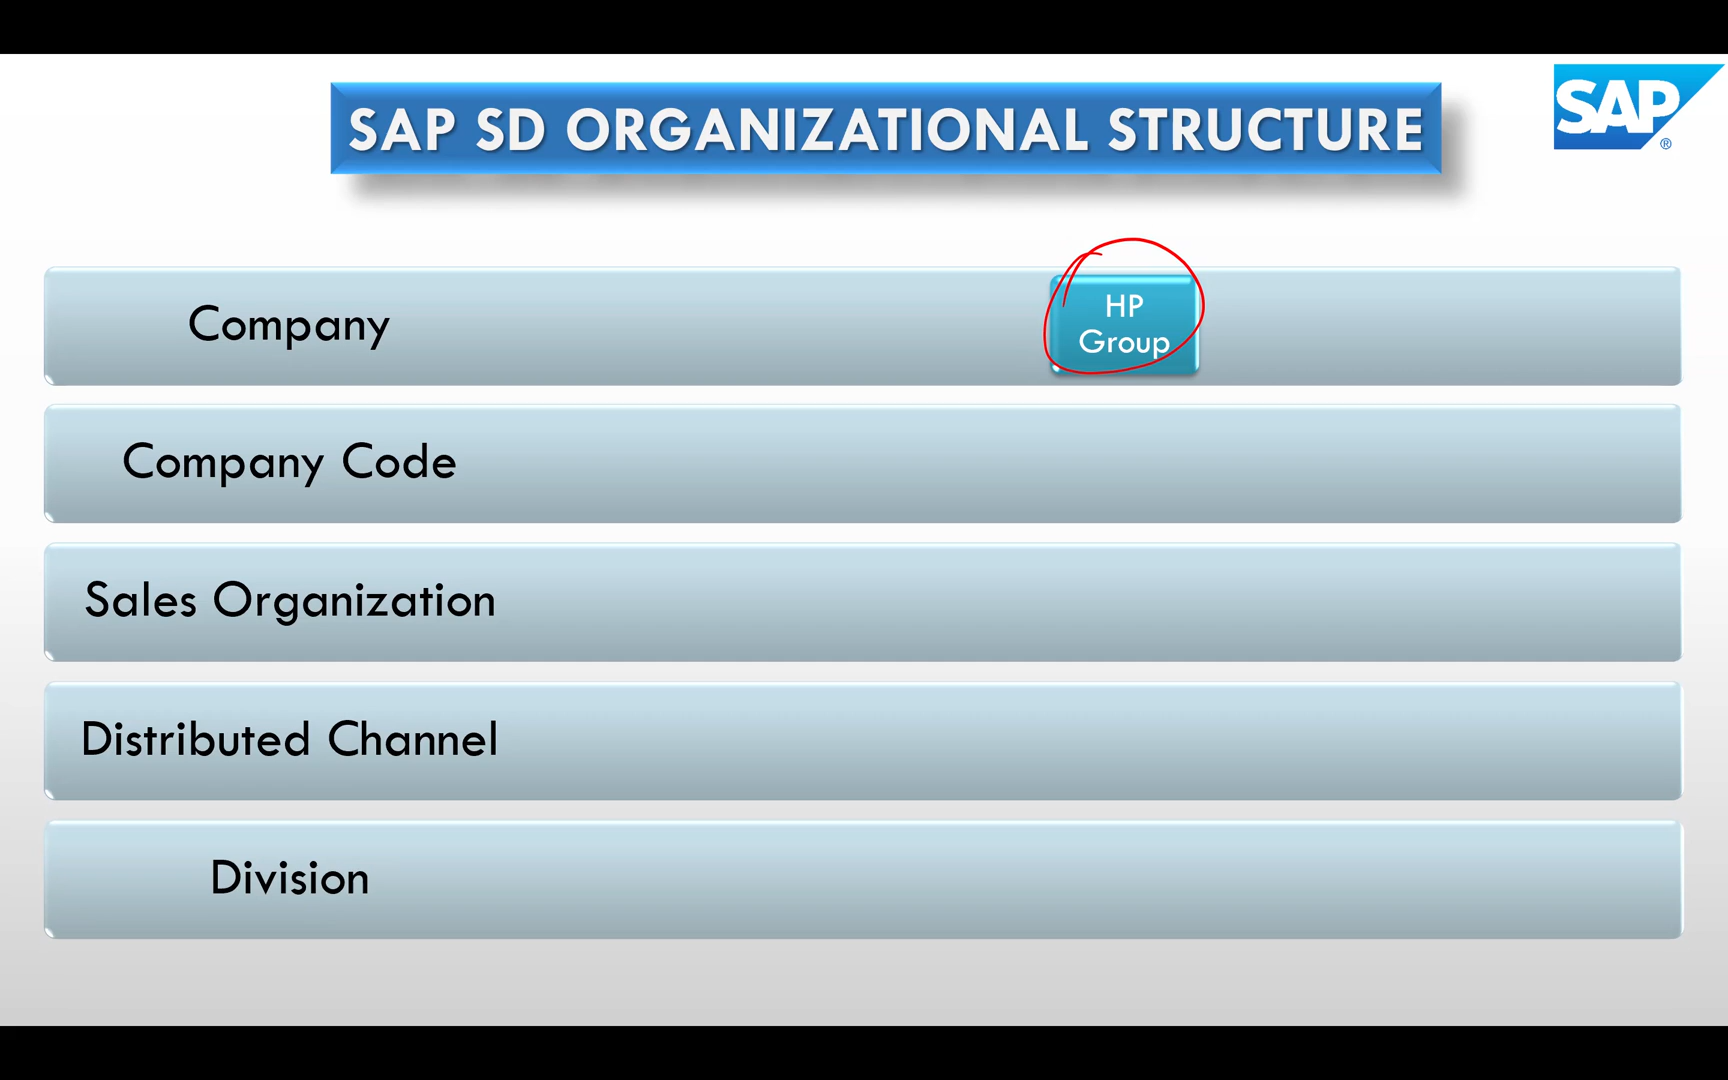 SAP SD ORGANIZATIONAL STRUCTURE
SAP
®
Company
HP
Group
Company Code
Sales Organization
Distributed Channel
Division